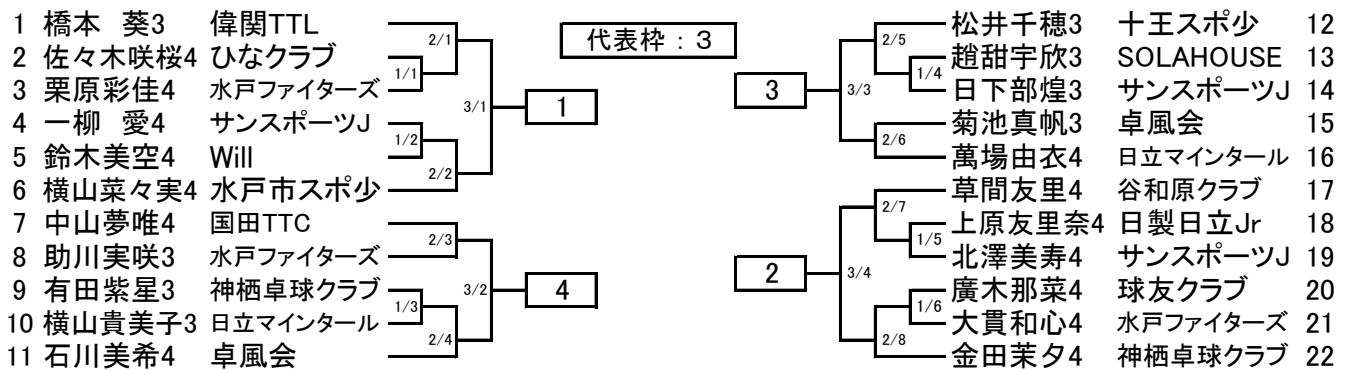 代表枠：３
1 橋本　葵3 偉関TTL
2/1
2 佐々木咲桜4 ひなクラブ
1/1
3 栗原彩佳4 水戸ファイターズ
3/1
1
4 一柳　愛4 サンスポーツJ
1/2
5 鈴木美空4 Will
2/2
6 横山菜々実4 水戸市スポ少
7 中山夢唯4 国田TTC
2/3
8 助川実咲3 水戸ファイターズ
3/2
4
9 有田紫星3 神栖卓球クラブ
1/3
10 横山貴美子3 日立マインタール
2/4
11 石川美希4 卓風会
松井千穂3 十王スポ少 12
2/5
趙甜宇欣3 SOLAHOUSE 13
1/4
3
3/3
日下部煌3 サンスポーツJ 14
菊池真帆3 卓風会 15
2/6
萬場由衣4 日立マインタール 16
草間友里4 谷和原クラブ 17
2/7
上原友里奈4 日製日立Jr 18
1/5
2
3/4
北澤美寿4 サンスポーツJ 19
廣木那菜4 球友クラブ 20
1/6
大貫和心4 水戸ファイターズ 21
2/8
金田茉夕4 神栖卓球クラブ 22